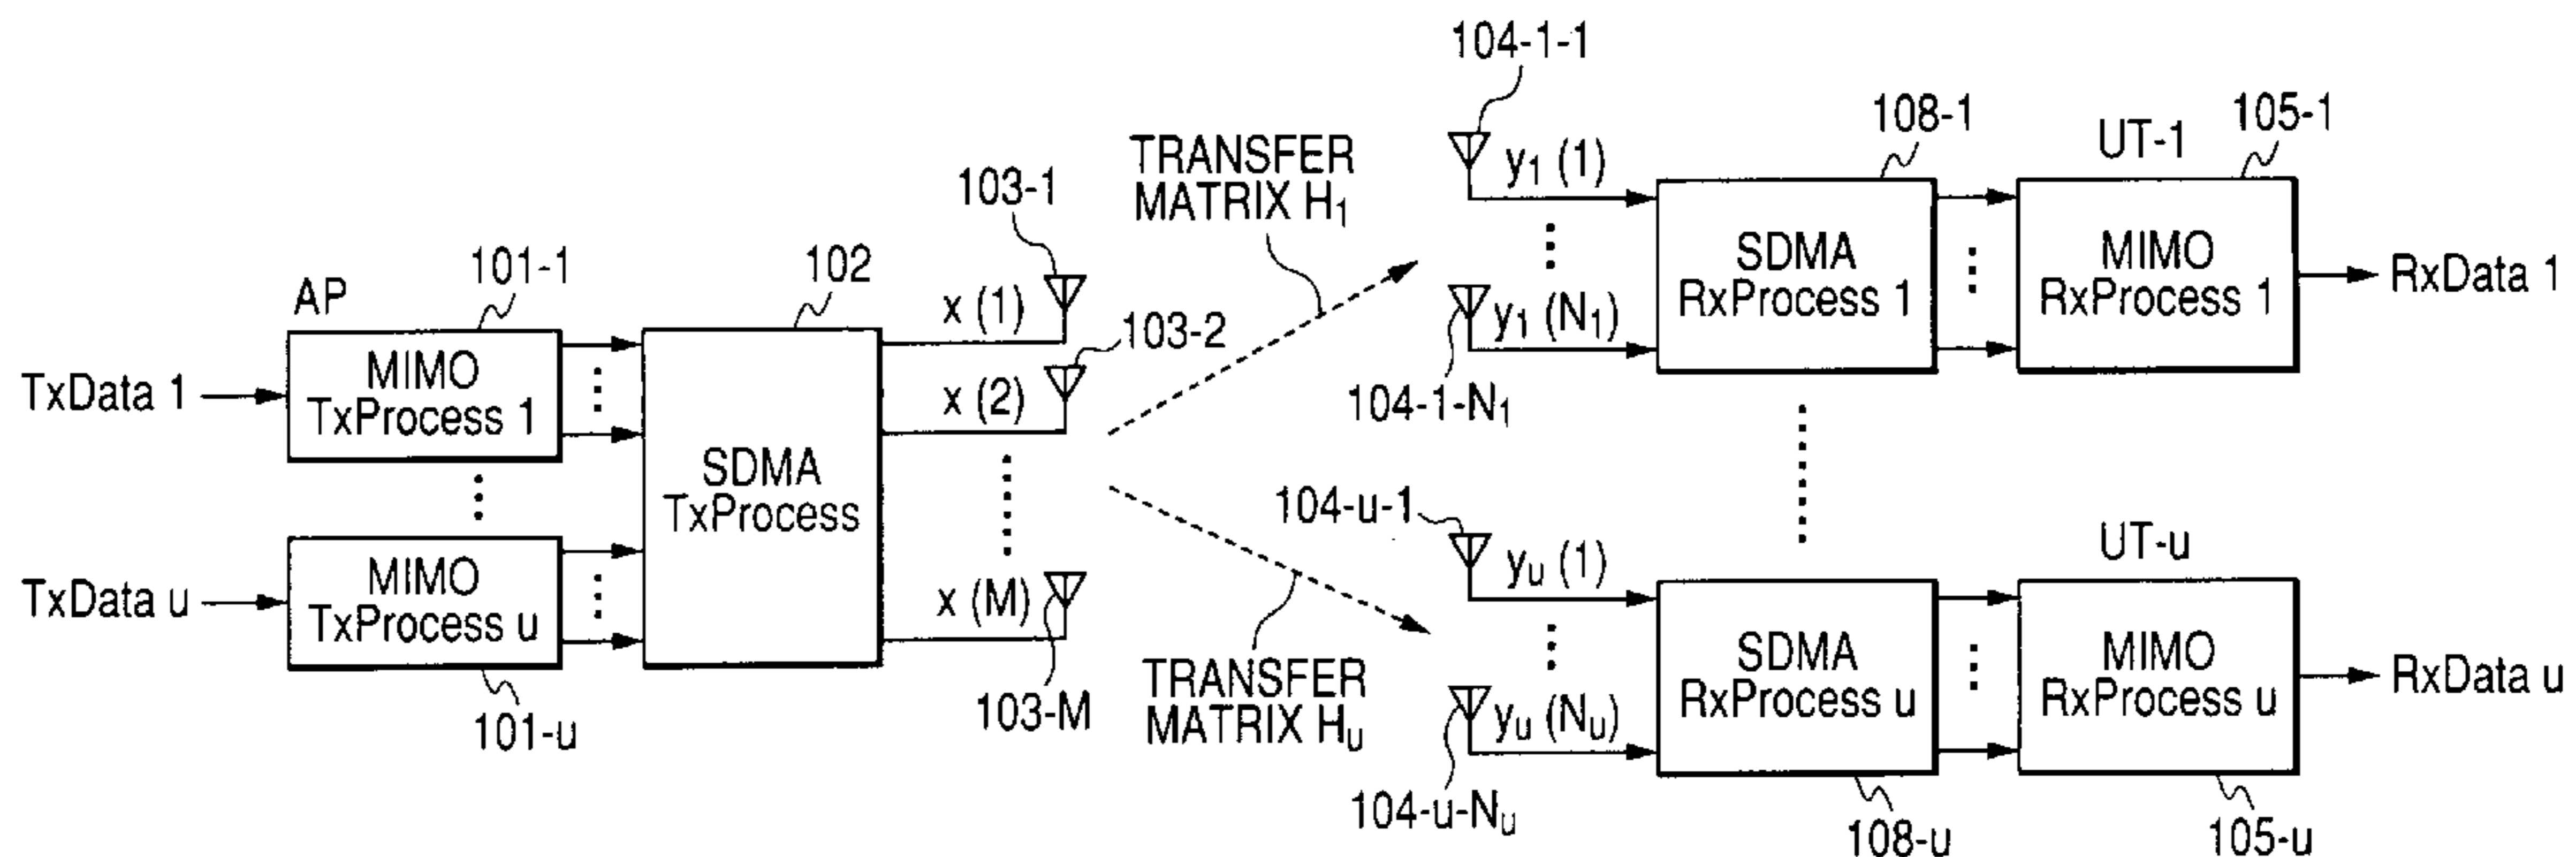 AP
101-1
TxData 1
MIMO
TxProcess 1
TxData u
MIMO
TxProcess u
101-u
102
SDMA
TxProcess
x (1)
103-1
x (2)
103-2
x (M)
103-M
TRANSFER
MATRIX H₁
TRANSFER
MATRIX Hᵤ
104-1-1
y₁ (1)
y₁ (N₁)
104-1-N₁
108-1
SDMA
RxProcess 1
UT-1
105-1
MIMO
RxProcess 1
RxData 1
104-u-1
yᵤ (1)
yᵤ (Nᵤ)
104-u-Nᵤ
SDMA
RxProcess u
108-u
UT-u
MIMO
RxProcess u
105-u
RxData u